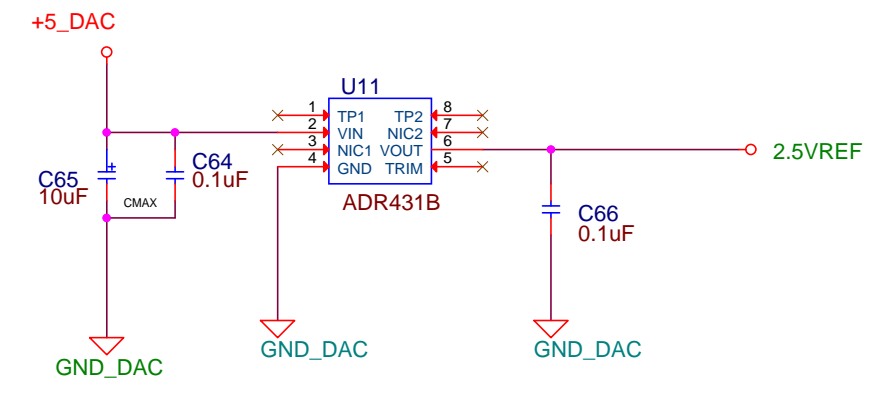 +5_DAC
U11
1 TP1 TP2 8
2 VIN NIC2 7
3 NIC1 VOUT 6
4 GND TRIM 5
ADR431B
2.5VREF
+
C65
10uF
C64
0.1uF
CMAX
C66
0.1uF
GND_DAC
GND_DAC
GND_DAC